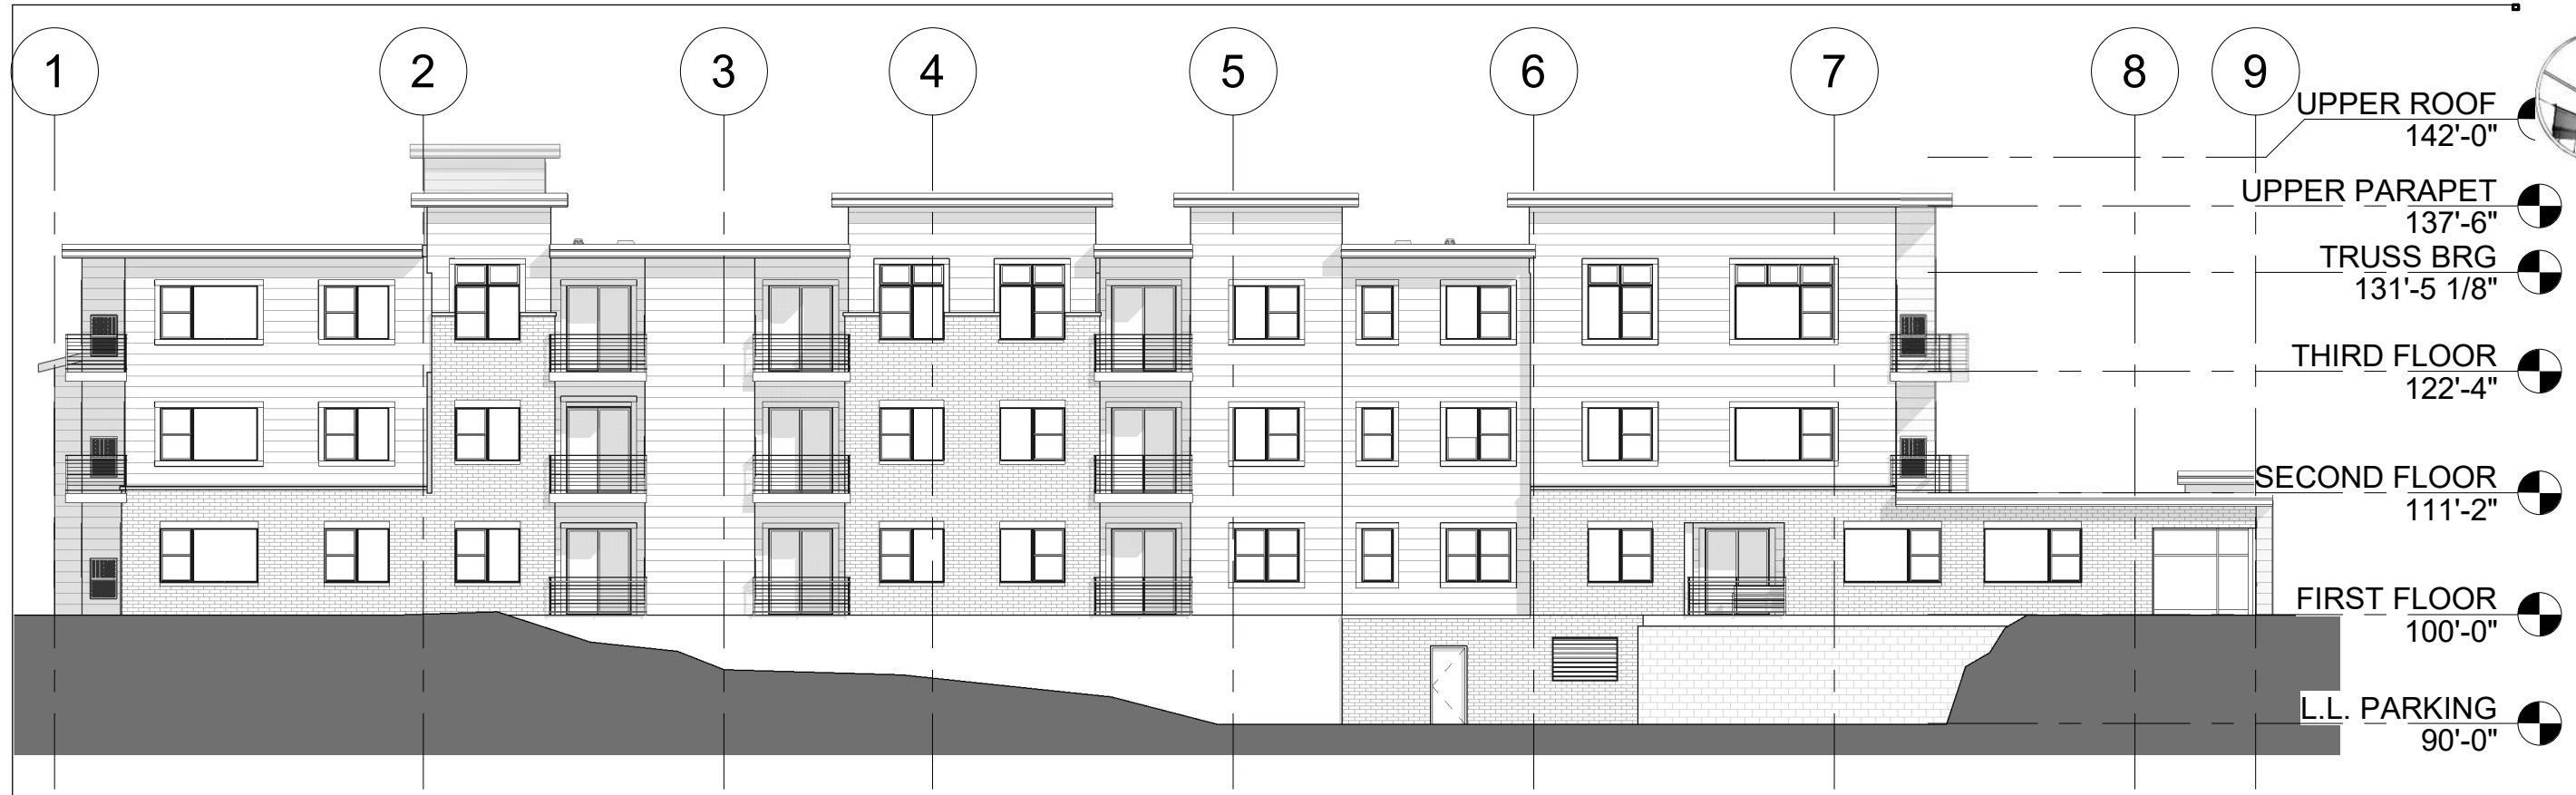 1
2
3
4
5
6
7
8
9
UPPER ROOF
142'-0"
UPPER PARAPET
137'-6"
TRUSS BRG
131'-5 1/8"
THIRD FLOOR
122'-4"
SECOND FLOOR
111'-2"
FIRST FLOOR
100'-0"
L.L. PARKING
90'-0"